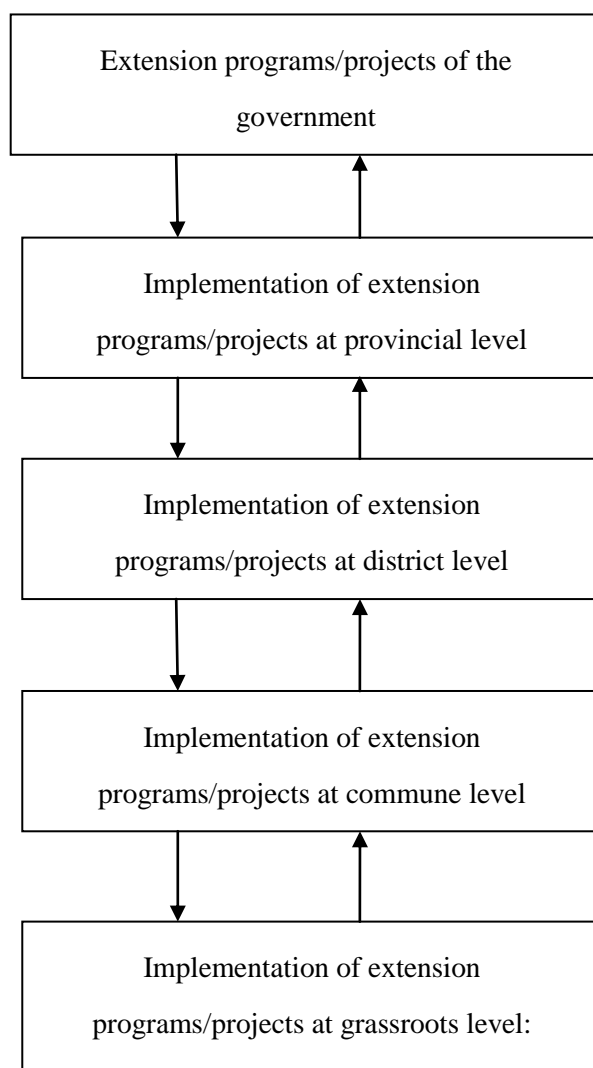 Extension programs/projects of the
government
Implementation of extension
programs/projects at provincial level
Implementation of extension
programs/projects at district level
Implementation of extension
programs/projects at commune level
Implementation of extension
programs/projects at grassroots level: